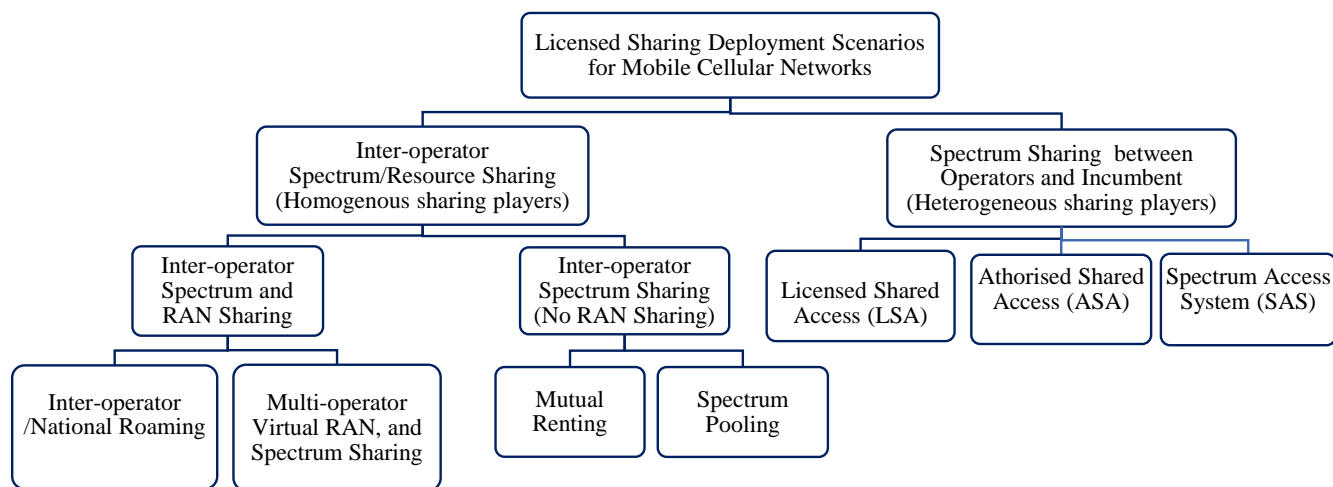 Licensed Sharing Deployment Scenarios
for Mobile Cellular Networks
Inter-operator
Spectrum/Resource Sharing
(Homogenous sharing players)
Spectrum Sharing between
Operators and Incumbent
(Heterogeneous sharing players)
Inter-operator
Spectrum and
RAN Sharing
Inter-operator
Spectrum Sharing
(No RAN Sharing)
Licensed Shared
Access (LSA)
Athorised Shared
Access (ASA)
Spectrum Access
System (SAS)
Inter-operator
/National Roaming
Multi-operator
Virtual RAN, and
Spectrum Sharing
Mutual
Renting
Spectrum
Pooling